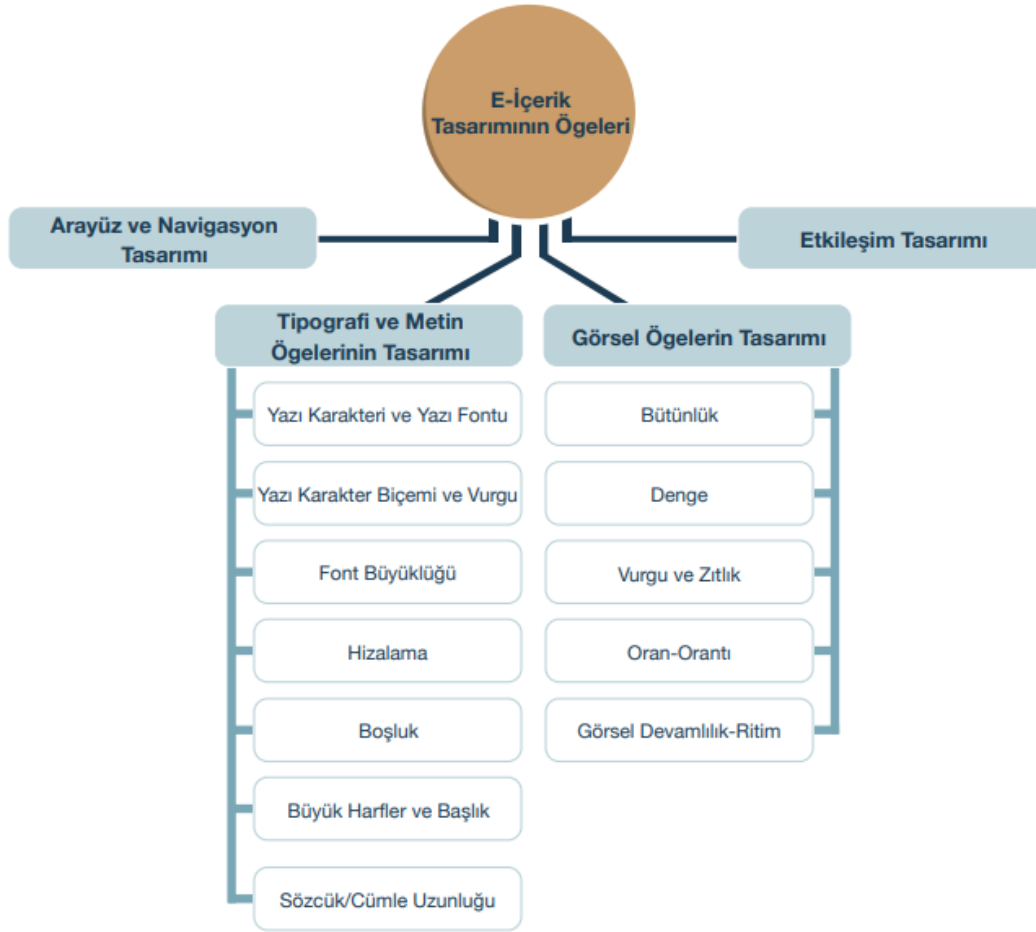 E-İçerik
Tasarımının Ögeleri
Arayüz ve Navigasyon
Tasarımı
Etkileşim Tasarımı
Tipografi ve Metin
Ögelerinin Tasarımı
Görsel Ögelerin Tasarımı
Yazı Karakteri ve Yazı Fontu
Bütünlük
Yazı Karakter Biçemi ve Vurgu
Denge
Font Büyüklüğü
Vurgu ve Zıtlık
Hizalama
Oran-Orantı
Boşluk
Görsel Devamlılık-Ritim
Büyük Harfler ve Başlık
Sözcük/Cümle Uzunluğu